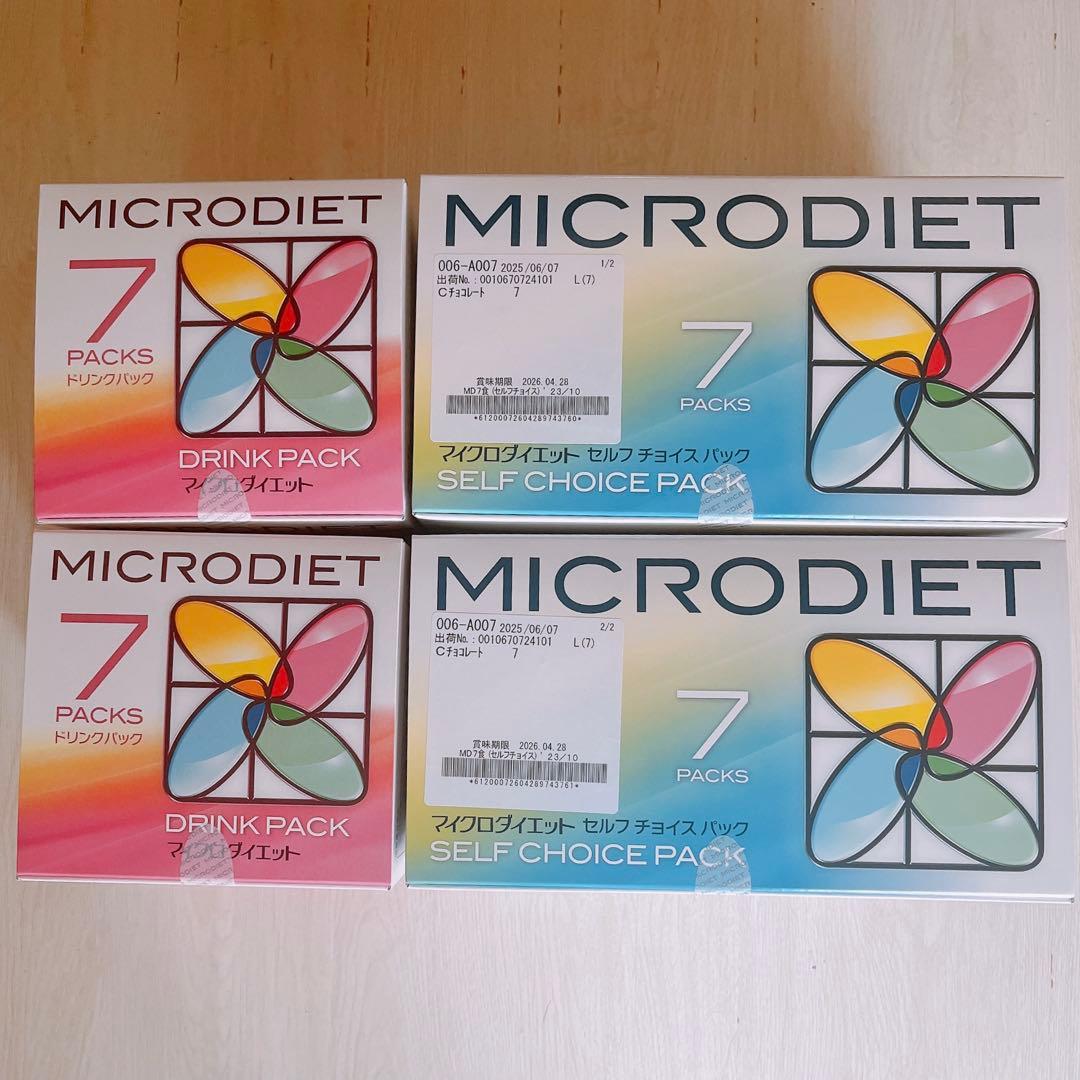 MICRODIET
7
PACKS
ドリンクパック
DRINK PACK
マイクロダイエット
MICRODIET
006-A007 2025/06/07 1/2
出荷No.:0010670724101 L(7)
Cチョコレート 7
賞味期限 2026.04.28
MD7食(セルフチョイス)'23/10
*61200072604289743760*
7
PACKS
マイクロダイエット セルフ チョイス パック
SELF CHOICE PACK
MICRODIET
7
PACKS
ドリンクパック
DRINK PACK
マイクロダイエット
MICRODIET
006-A007 2025/06/07 2/2
出荷No.:0010670724101 L(7)
Cチョコレート 7
賞味期限 2026.04.28
MD7食(セルフチョイス)'23/10
*61200072604289743761*
7
PACKS
マイクロダイエット セルフ チョイス パック
SELF CHOICE PACK